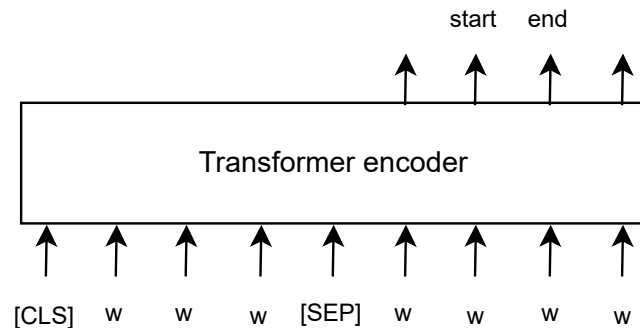 start end
Transformer encoder
[CLS] w w w [SEP] w w w w